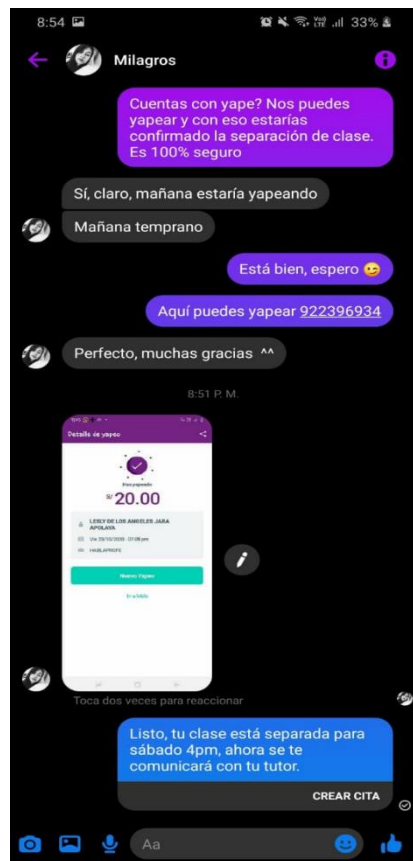 8:54
33%
Milagros
Cuentas con yape? Nos puedes
yapear y con eso estarías
confirmado la separación de clase.
Es 100% seguro
Sí, claro, mañana estaría yapeando
Mañana temprano
Está bien, espero
Aquí puedes yapear 922396934
Perfecto, muchas gracias ^^
8:51 P. M.
Detalle de yapeo
S/ 20.00
LESLY DE LOS ANGELES JARA
APOLAYA
Nuevo Yapeo
Toca dos veces para reaccionar
Listo, tu clase está separada para
sábado 4pm, ahora se te
comunicará con tu tutor.
CREAR CITA
Aa